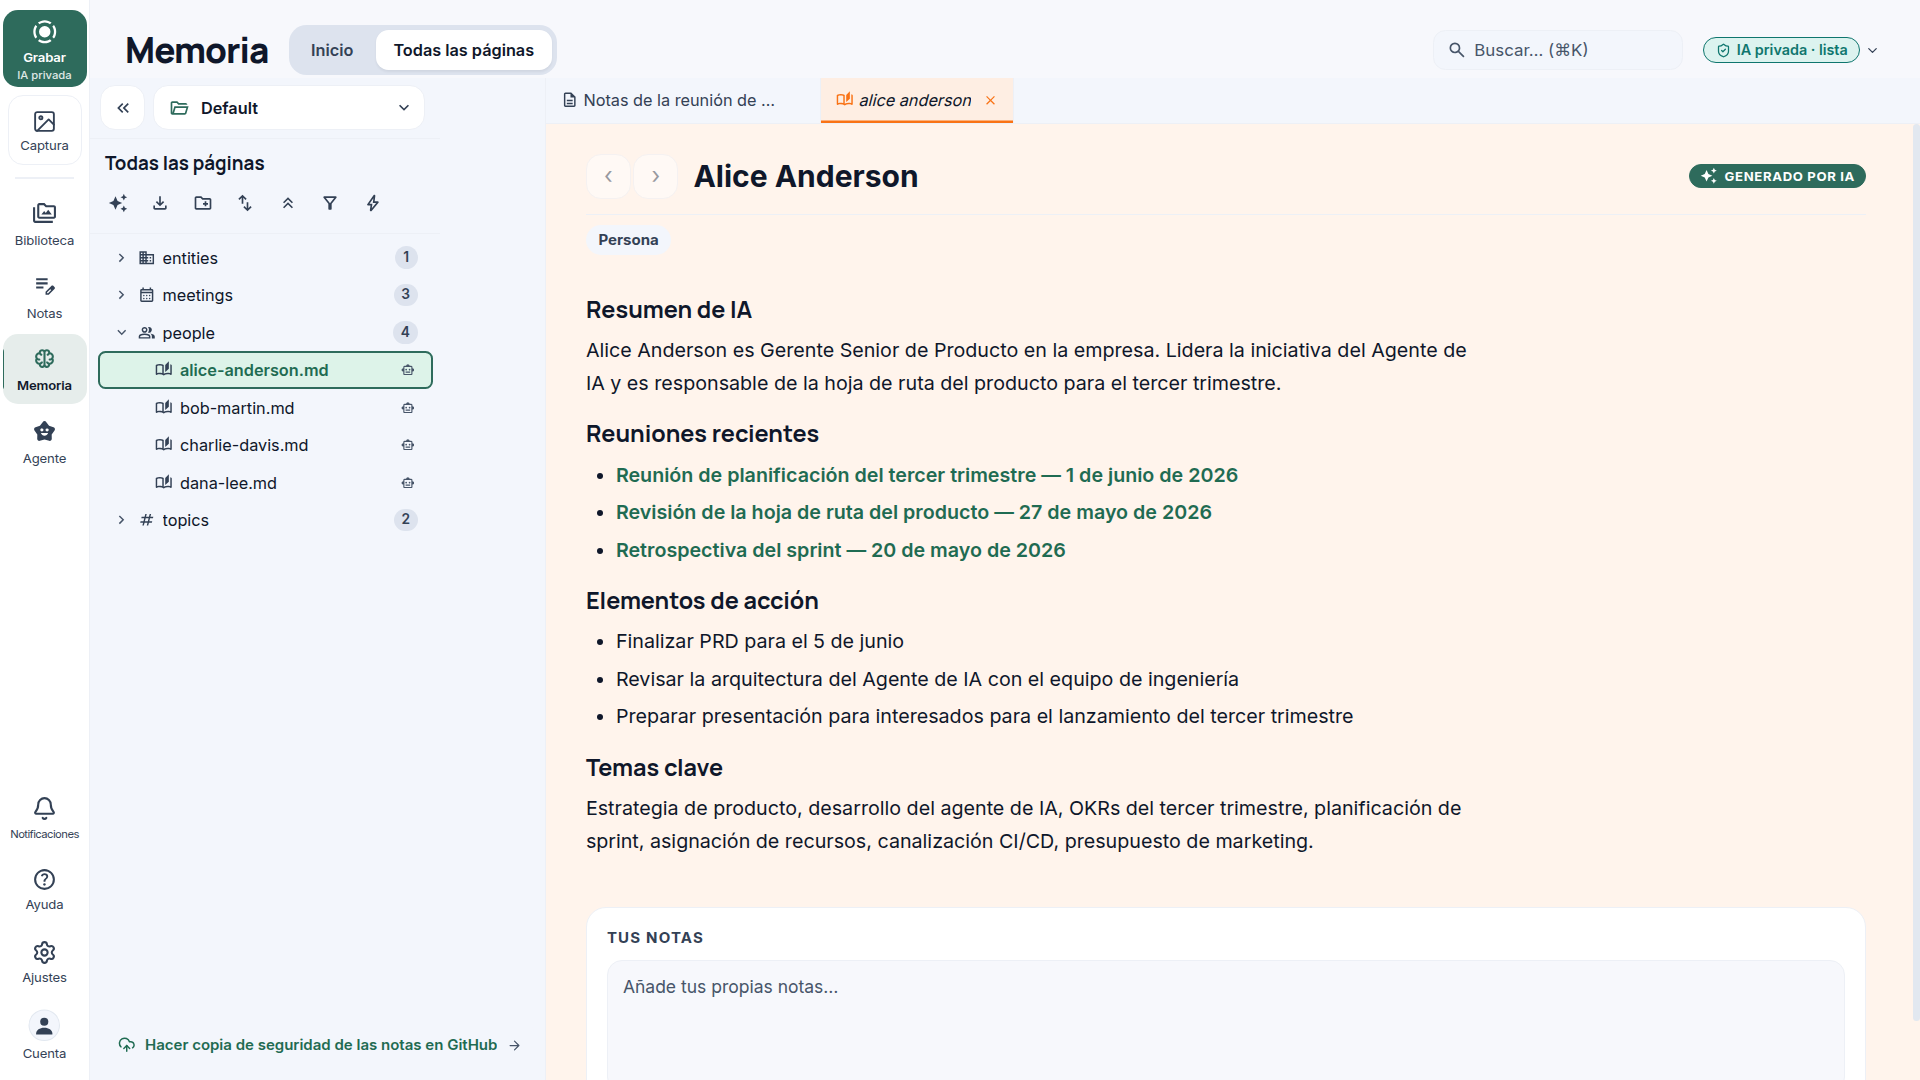 Grabar
IA privada
Captura
Biblioteca
Notas
Memoria
Agente
Notificaciones
Ayuda
Ajustes
Cuenta
Memoria
Inicio
Todas las páginas
Buscar... (⌘K)
IA privada · lista
Default
Todas las páginas
entities 1
meetings 3
people 4
alice-anderson.md
bob-martin.md
charlie-davis.md
dana-lee.md
topics 2
Hacer copia de seguridad de las notas en GitHub
Notas de la reunión de ...
alice anderson
Alice Anderson
GENERADO POR IA
Persona
Resumen de IA
Alice Anderson es Gerente Senior de Producto en la empresa. Lidera la iniciativa del Agente de
IA y es responsable de la hoja de ruta del producto para el tercer trimestre.
Reuniones recientes
Reunión de planificación del tercer trimestre — 1 de junio de 2026
Revisión de la hoja de ruta del producto — 27 de mayo de 2026
Retrospectiva del sprint — 20 de mayo de 2026
Elementos de acción
Finalizar PRD para el 5 de junio
Revisar la arquitectura del Agente de IA con el equipo de ingeniería
Preparar presentación para interesados para el lanzamiento del tercer trimestre
Temas clave
Estrategia de producto, desarrollo del agente de IA, OKRs del tercer trimestre, planificación de
sprint, asignación de recursos, canalización CI/CD, presupuesto de marketing.
TUS NOTAS
Añade tus propias notas...